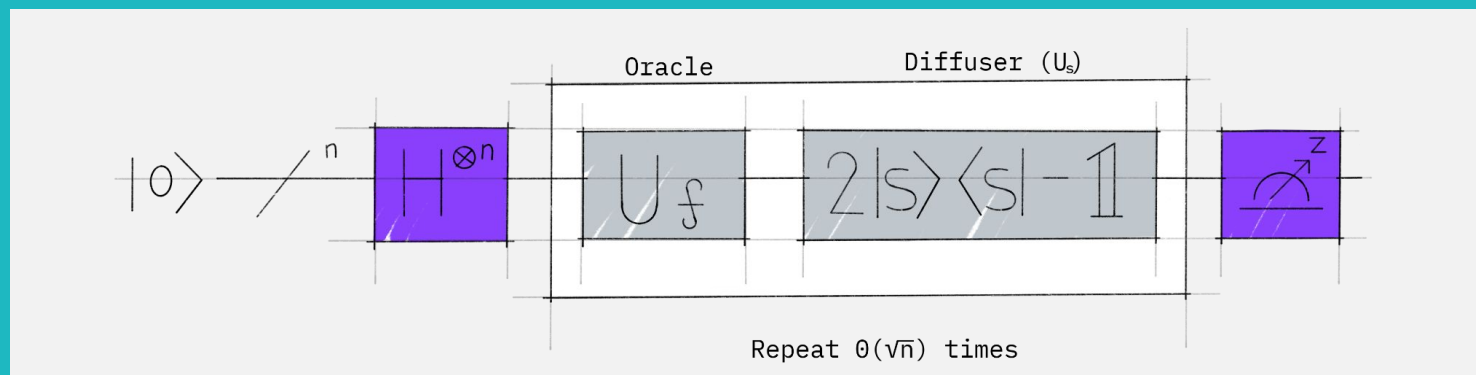 Oracle
Diffuser (Uₛ)
|0⟩
n
H⊗n
U f
2|s⟩⟨s| − 𝟙
z
Repeat O(√n) times